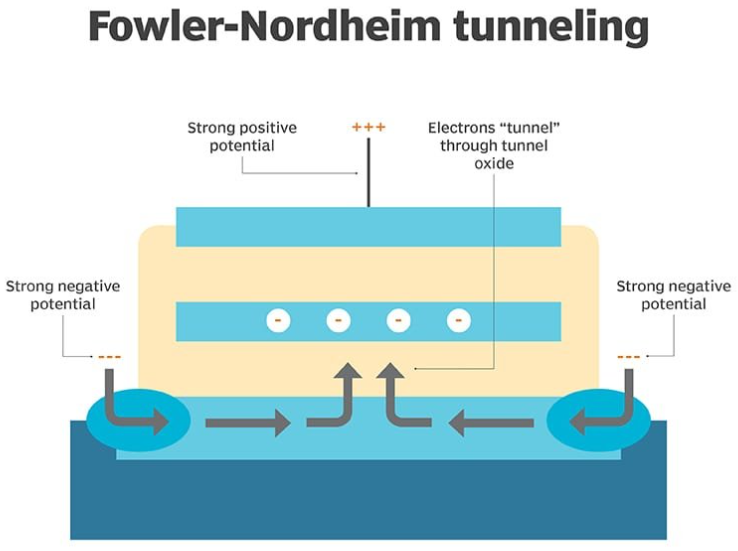 Fowler-Nordheim tunneling
Strong positive
potential
+++
Electrons “tunnel”
through tunnel
oxide
Strong negative
potential
---
Strong negative
potential
---
- - - -